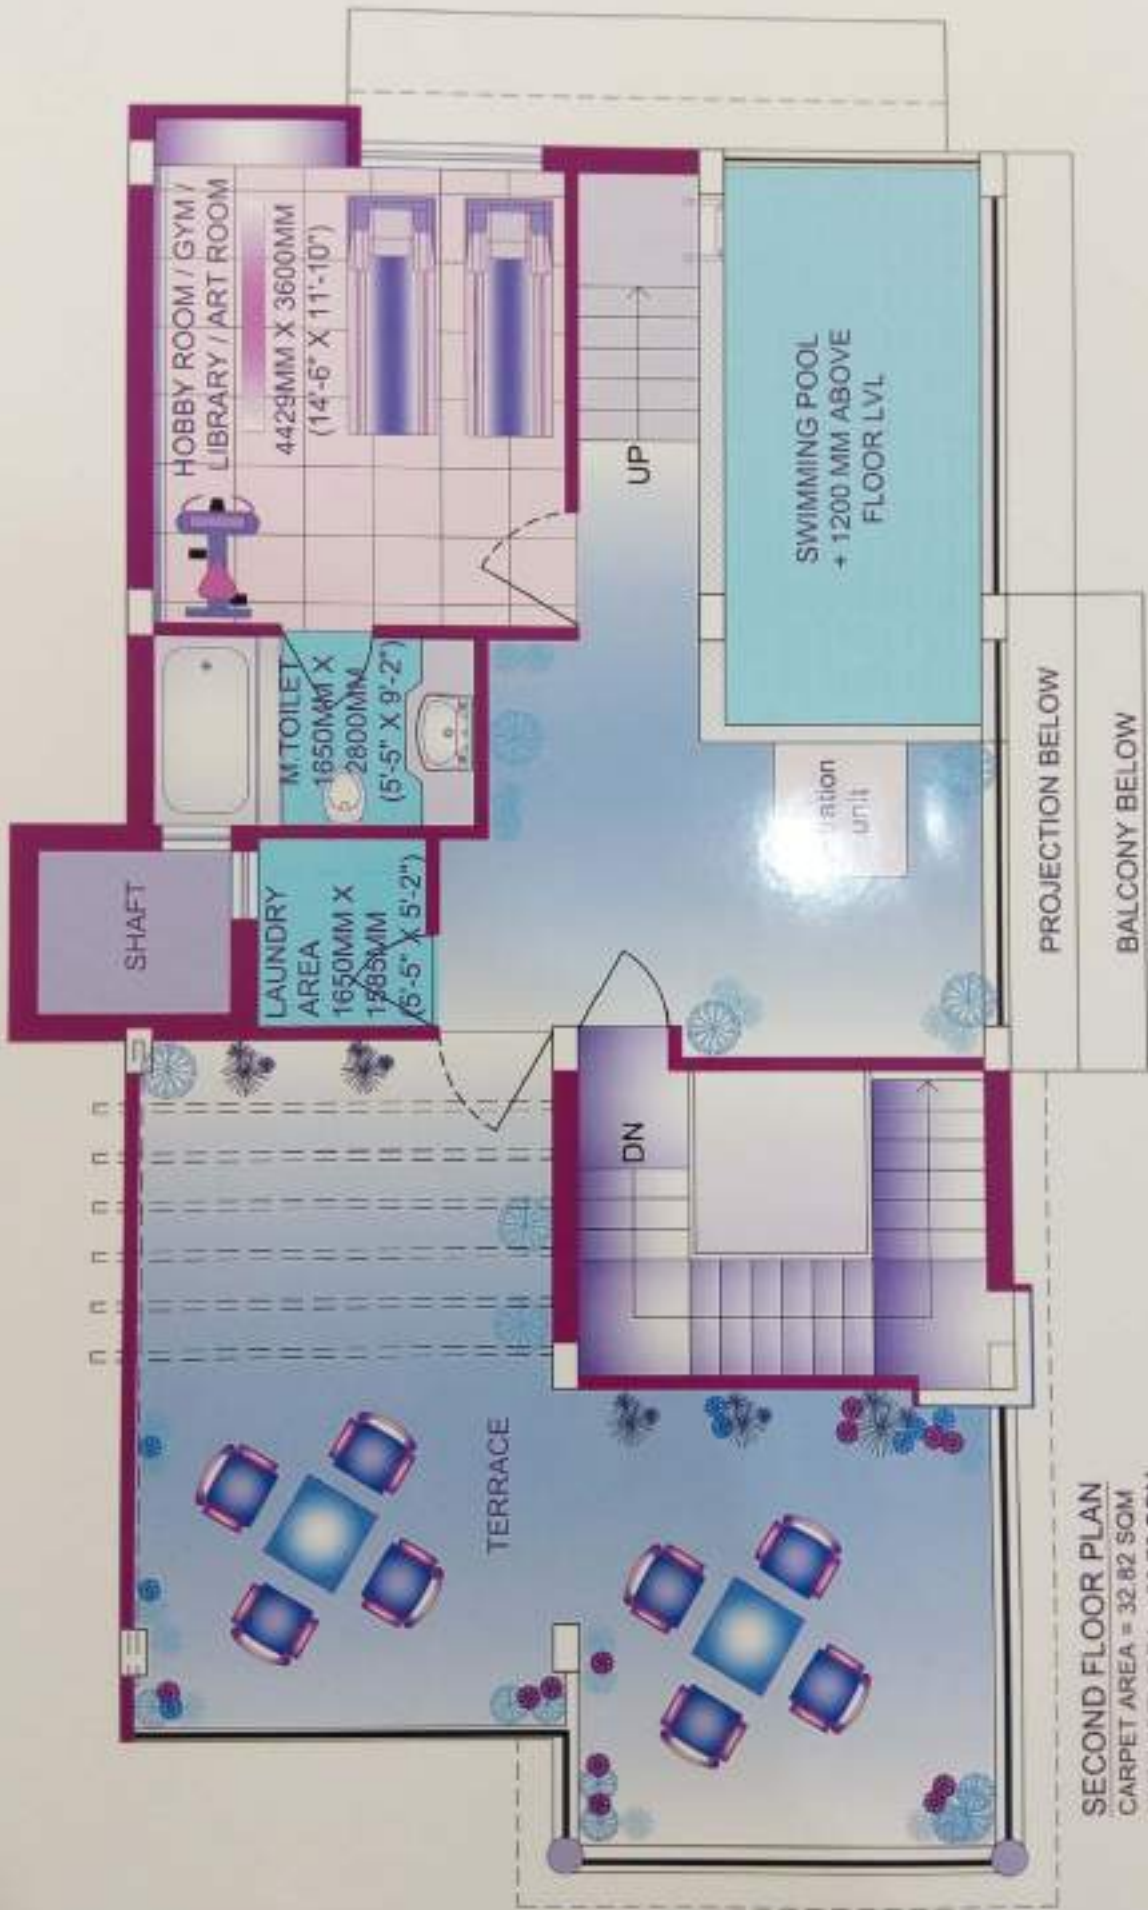 HOBBY ROOM / GYM /
LIBRARY / ART ROOM
4429MM X 3600MM
(14'-6" X 11'-10")
M.TOILET
1650MM X
2800MM
(5'-5" X 9'-2")
SHAFT
LAUNDRY
AREA
1650MM X
1585MM
(5'-5" X 5'-2")
UP
SWIMMING POOL
+ 1200 MM ABOVE
FLOOR LVL
unit
DN
TERRACE
PROJECTION BELOW
BALCONY BELOW
SECOND FLOOR PLAN
CARPET AREA = 32.82 SQM